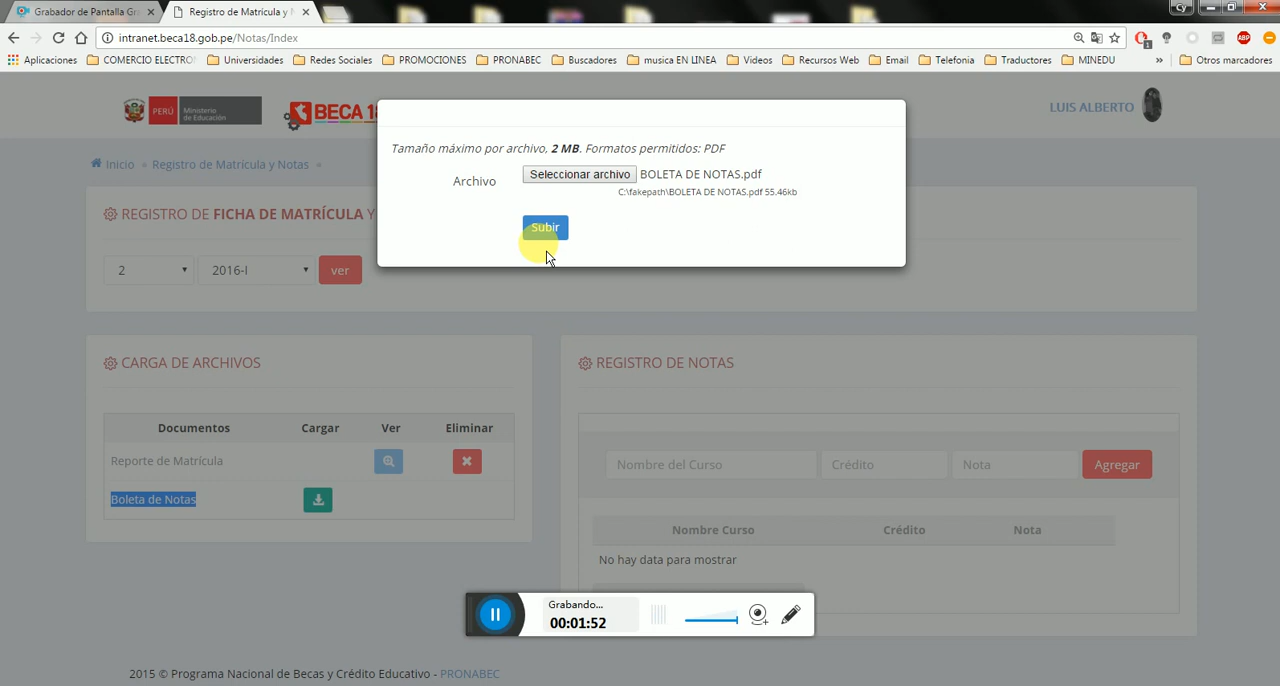 Grabador de Pantalla Gr
Registro de Matrícula y
Cy
intranet.beca18.gob.pe/Notas/Index
1
ABP
Aplicaciones
COMERCIO ELECTRO
Universidades
Redes Sociales
PROMOCIONES
PRONABEC
Buscadores
musica EN LINEA
Videos
Recursos Web
Email
Telefonia
Traductores
MINEDU
»
Otros marcadores
PERÚ
Ministerio
de Educación
BECA 18
LUIS ALBERTO
Inicio
Registro de Matrícula y Notas
Tamaño máximo por archivo, 2 MB. Formatos permitidos: PDF
Archivo
Seleccionar archivo
BOLETA DE NOTAS.pdf
C:\fakepath\BOLETA DE NOTAS.pdf 55.46kb
Subir
REGISTRO DE FICHA DE MATRÍCULA Y
2
2016-I
ver
CARGA DE ARCHIVOS
Documentos
Cargar
Ver
Eliminar
Reporte de Matrícula
Boleta de Notas
REGISTRO DE NOTAS
Nombre del Curso
Crédito
Nota
Agregar
Nombre Curso
Crédito
Nota
No hay data para mostrar
Grabando...
00:01:52
2015 © Programa Nacional de Becas y Crédito Educativo - PRONABEC